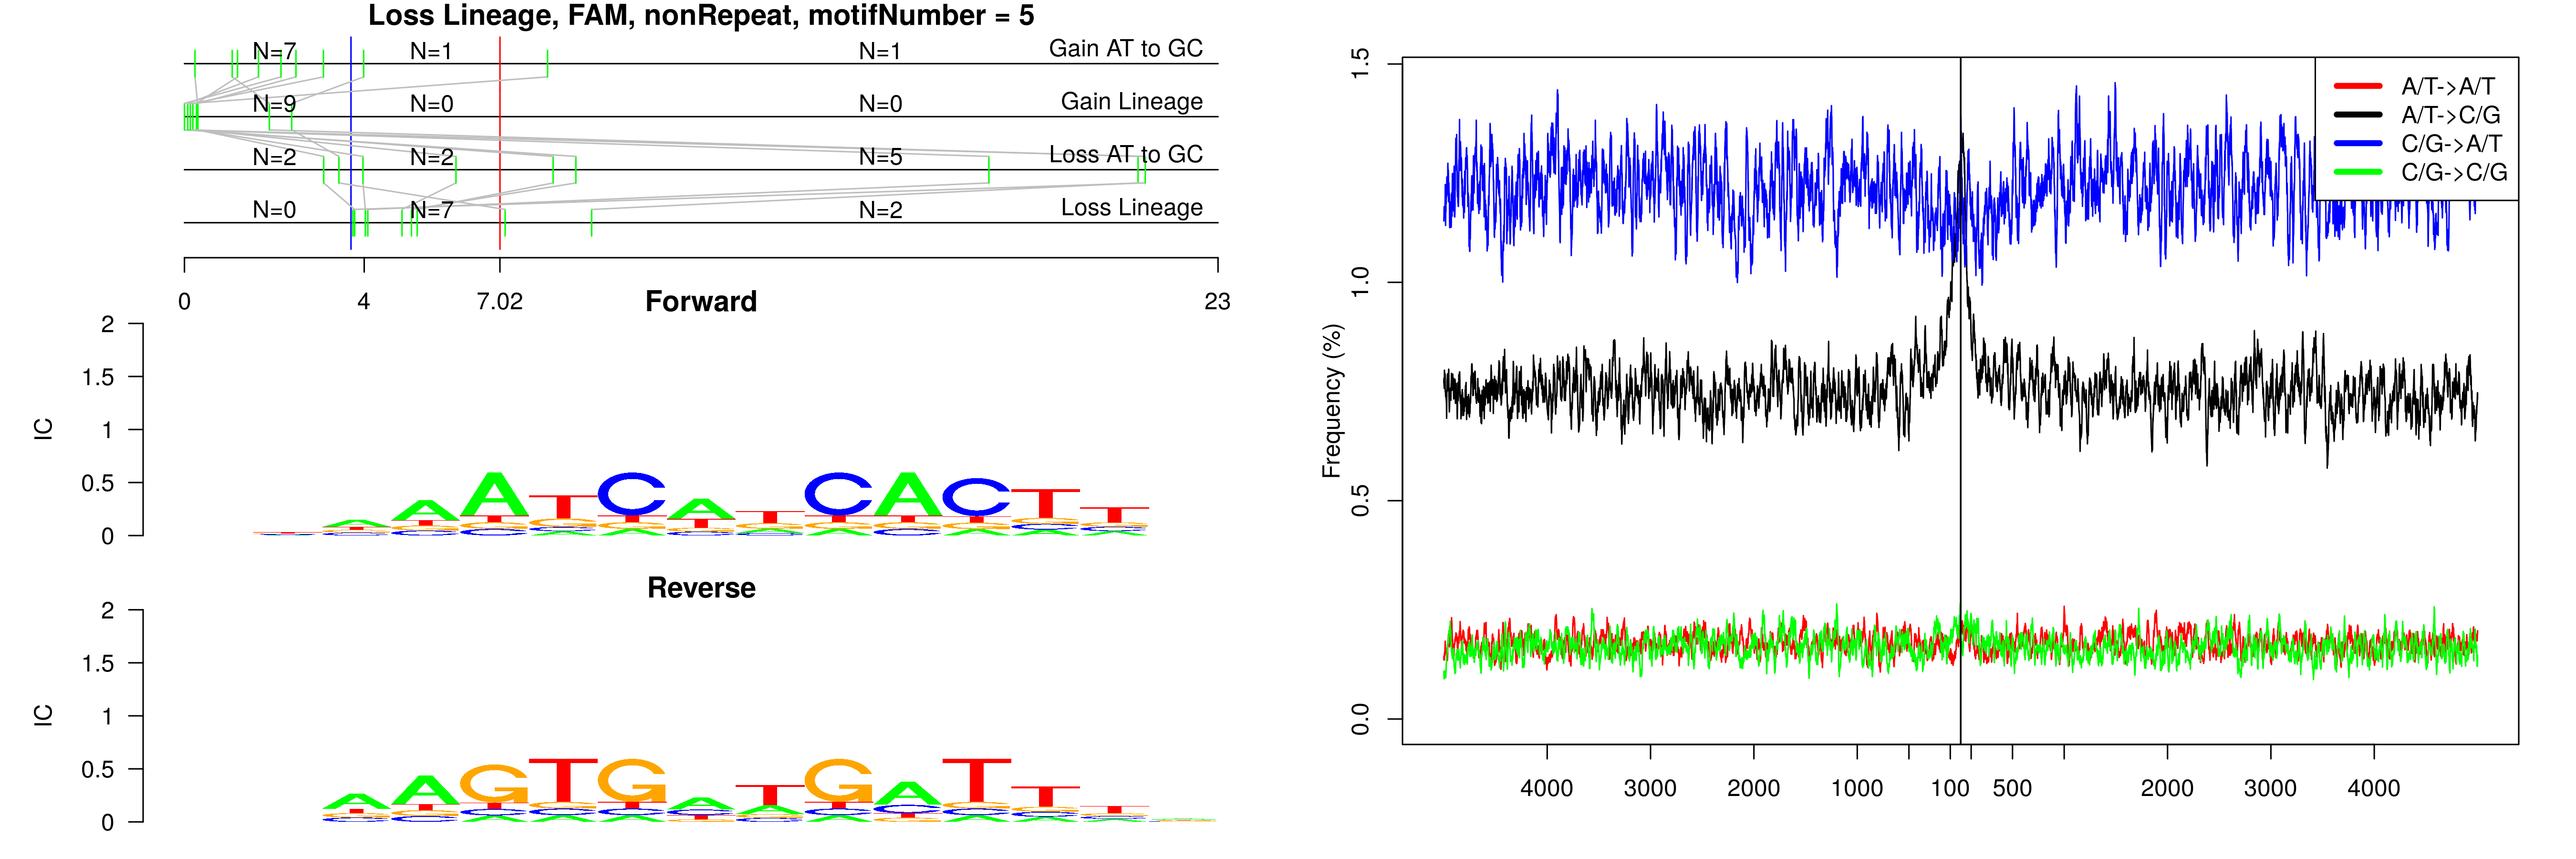 Loss Lineage, FAM, nonRepeat, motifNumber = 5
N=7 N=1 N=1 Gain AT to GC
N=9 N=0 N=0 Gain Lineage
N=2 N=2 N=5 Loss AT to GC
N=0 N=7 N=2 Loss Lineage
0 4 7.02 23
Forward
2
1.5
1
0.5
0
IC
A
A
A
T
C
A
T
C
A
C
T
T
Reverse
2
1.5
1
0.5
0
IC
A
A
G
T
G
A
T
G
A
T
T
T
1.5
1.0
0.5
0.0
Frequency (%)
A/T->A/T
A/T->C/G
C/G->A/T
C/G->C/G
4000 3000 2000 1000 100 500 2000 3000 4000